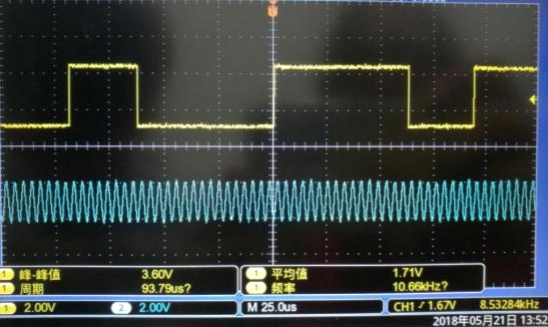 1 峰-峰值 3.60V 1 平均值 1.71V
1 周期 93.79us? 1 频率 10.66kHz?
1 2.00V 2 2.00V M 25.0us CH1 1.67V 8.53284kHz
2018年05月21日 13:52